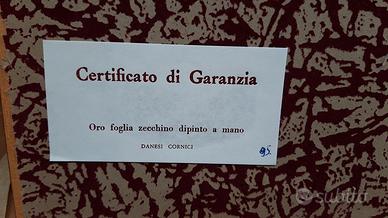 Certificato di Garanzia
Oro foglia zecchino dipinto a mano
DANESI CORNICI
subito